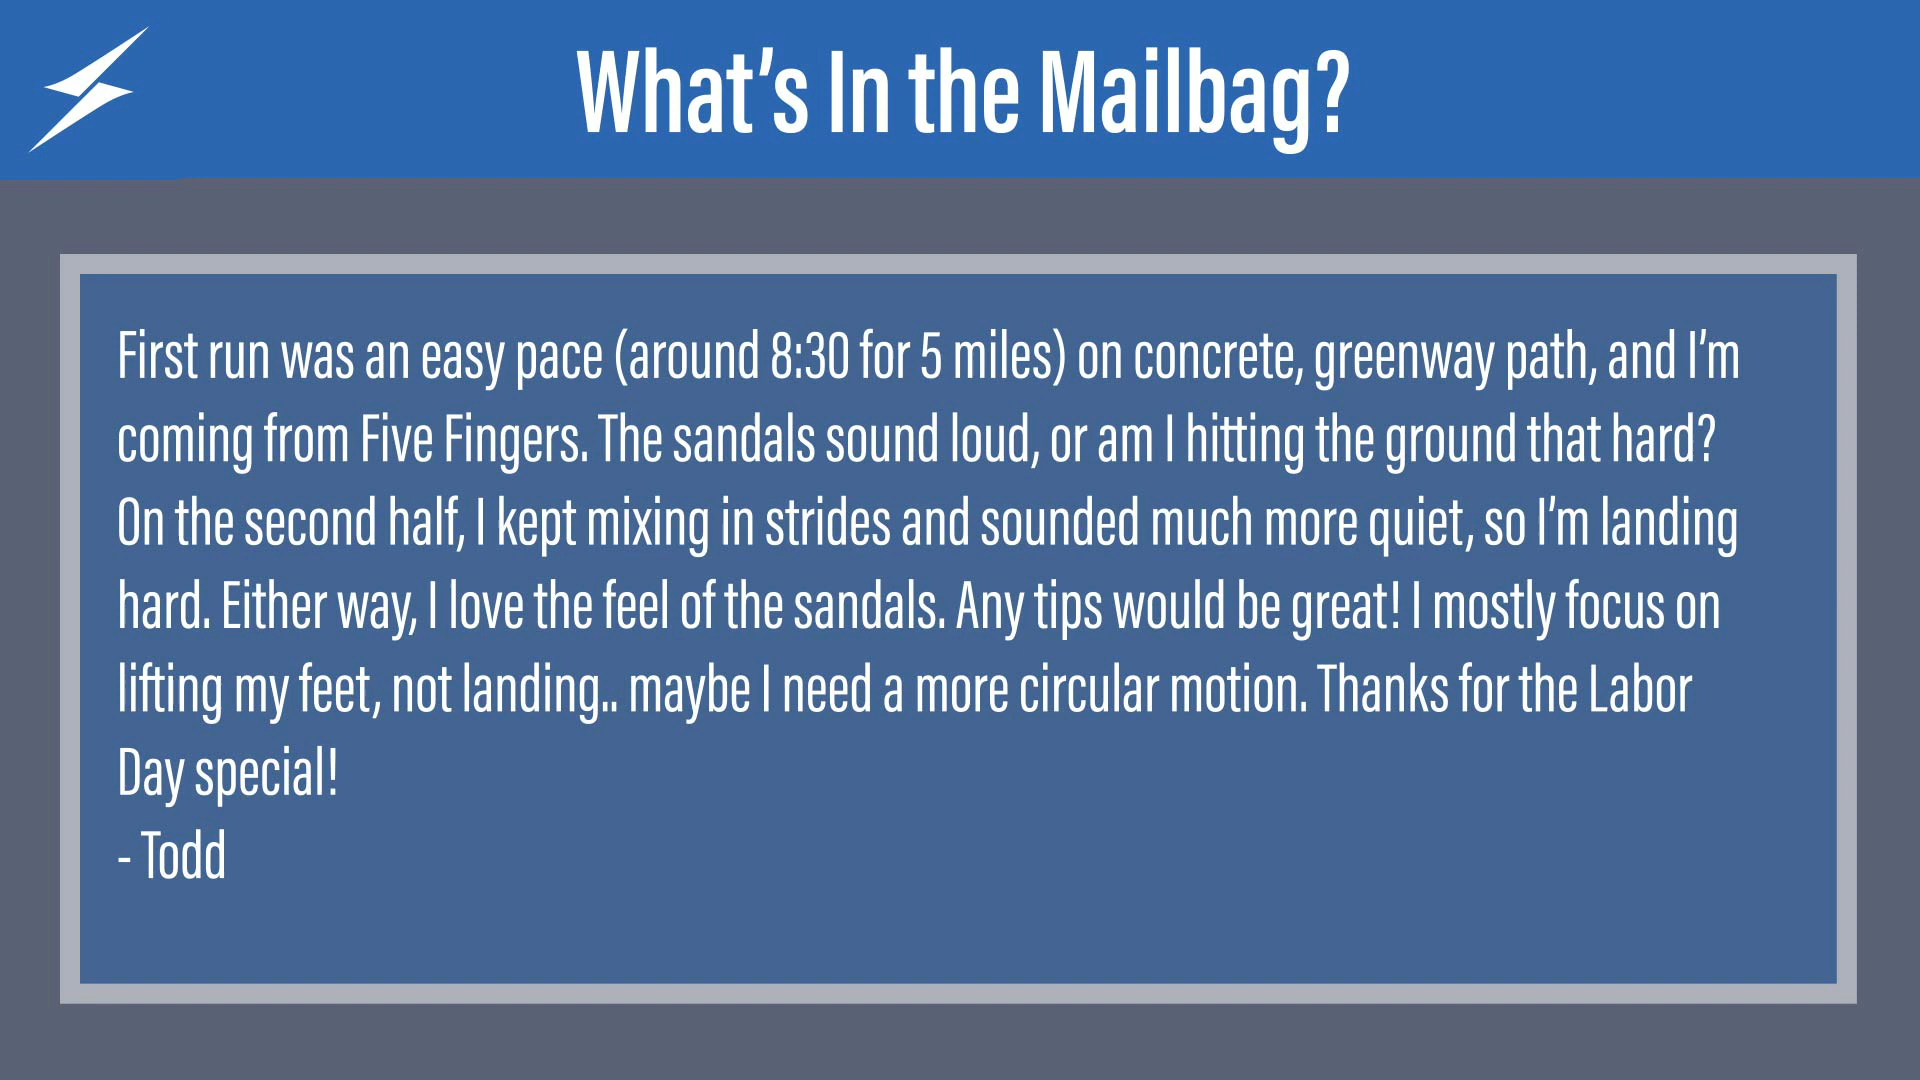 What's In the Mailbag?
First run was an easy pace (around 8:30 for 5 miles) on concrete, greenway path, and I'm
coming from Five Fingers. The sandals sound loud, or am I hitting the ground that hard?
On the second half, I kept mixing in strides and sounded much more quiet, so I'm landing
hard. Either way, I love the feel of the sandals. Any tips would be great! I mostly focus on
lifting my feet, not landing.. maybe I need a more circular motion. Thanks for the Labor
Day special!
- Todd